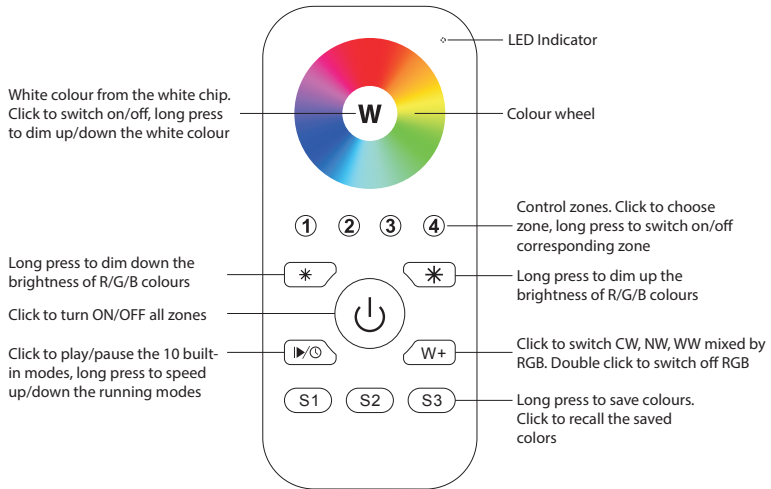 LED Indicator
White colour from the white chip.
Click to switch on/off, long press
to dim up/down the white colour
W
Colour wheel
1 2 3 4
Control zones. Click to choose
zone, long press to switch on/off
corresponding zone
Long press to dim down the
brightness of R/G/B colours
Long press to dim up the
brightness of R/G/B colours
Click to turn ON/OFF all zones
Click to play/pause the 10 built-
in modes, long press to speed
up/down the running modes
W+
Click to switch CW, NW, WW mixed by
RGB. Double click to switch off RGB
S1 S2 S3
Long press to save colours.
Click to recall the saved
colors